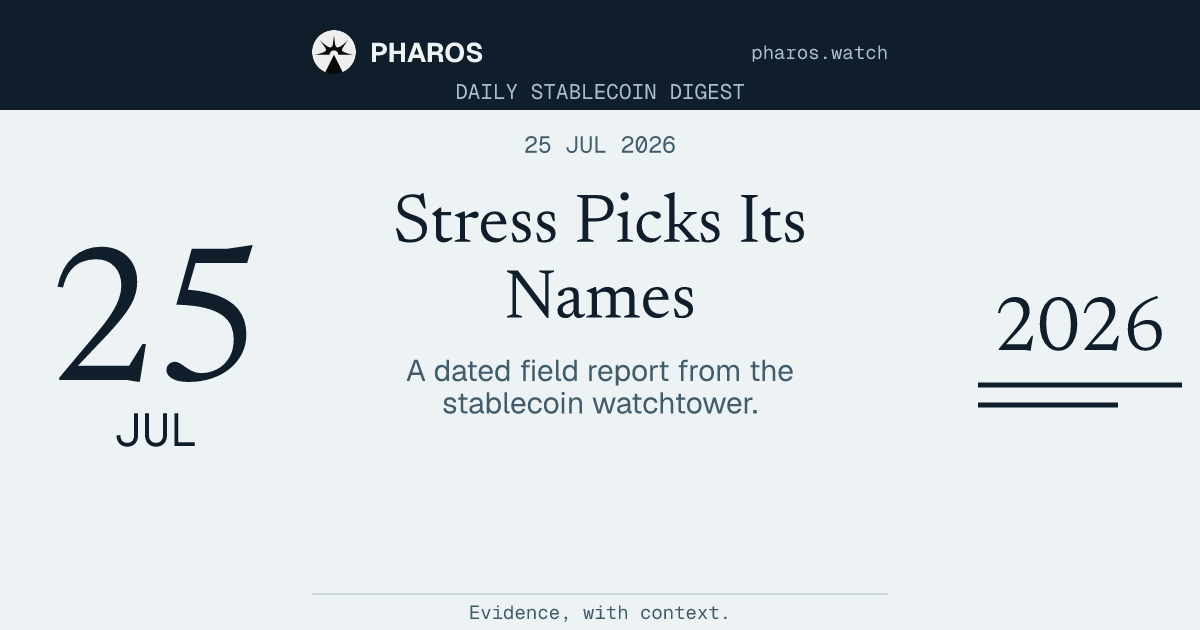 PHAROS
pharos.watch
DAILY STABLECOIN DIGEST
25 JUL 2026
Stress Picks Its
Names
A dated field report from the
stablecoin watchtower.
25
JUL
2026
Evidence, with context.